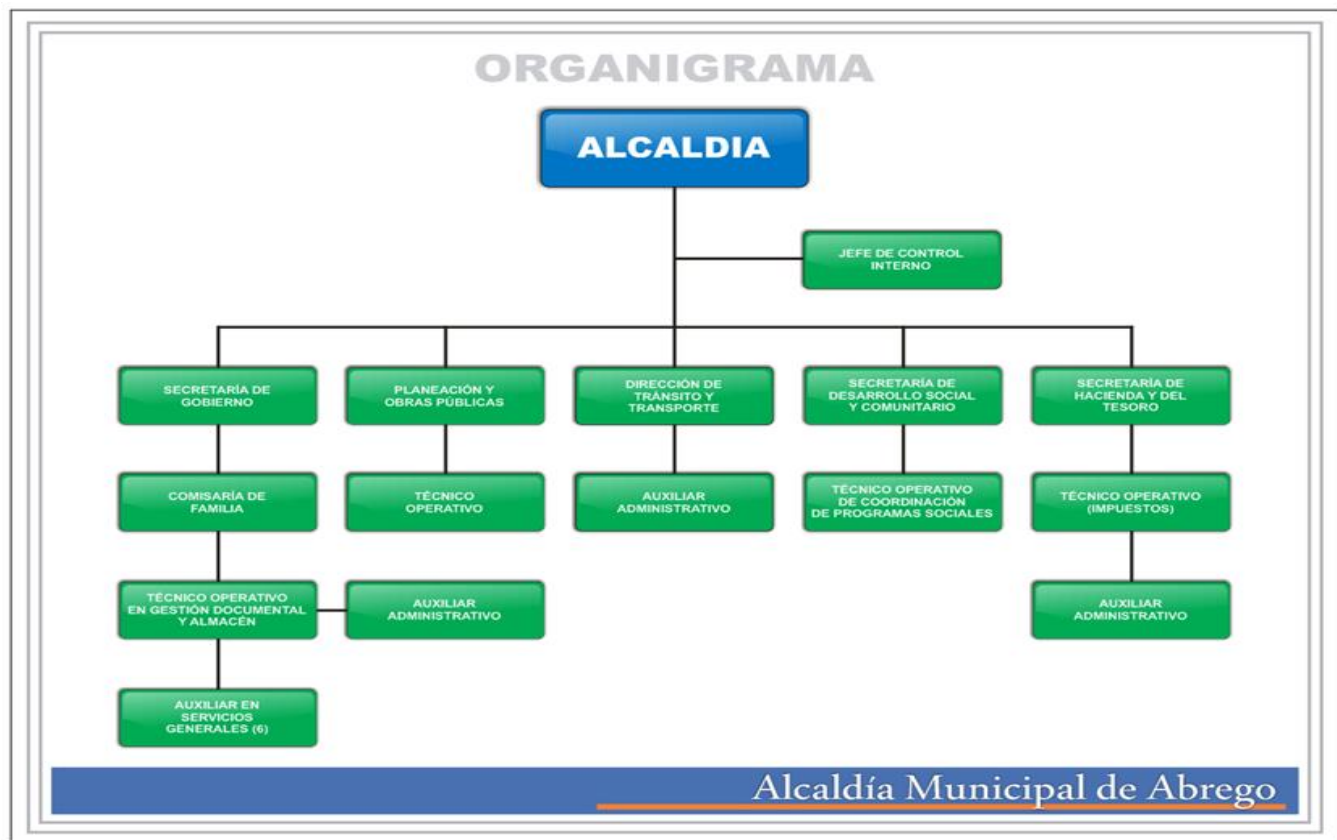 ORGANIGRAMA
ALCALDIA
JEFE DE CONTROL
INTERNO
SECRETARÍA DE
GOBIERNO
PLANEACIÓN Y
OBRAS PÚBLICAS
DIRECCIÓN DE
TRÁNSITO Y
TRANSPORTE
SECRETARÍA DE
DESARROLLO SOCIAL
Y COMUNITARIO
SECRETARÍA DE
HACIENDA Y DEL
TESORO
COMISARÍA DE
FAMILIA
TÉCNICO
OPERATIVO
AUXILIAR
ADMINISTRATIVO
TÉCNICO OPERATIVO
DE COORDINACIÓN
DE PROGRAMAS SOCIALES
TÉCNICO OPERATIVO
(IMPUESTOS)
TÉCNICO OPERATIVO
EN GESTIÓN DOCUMENTAL
Y ALMACÉN
AUXILIAR
ADMINISTRATIVO
AUXILIAR
ADMINISTRATIVO
AUXILIAR EN
SERVICIOS
GENERALES (6)
Alcaldía Municipal de Abrego